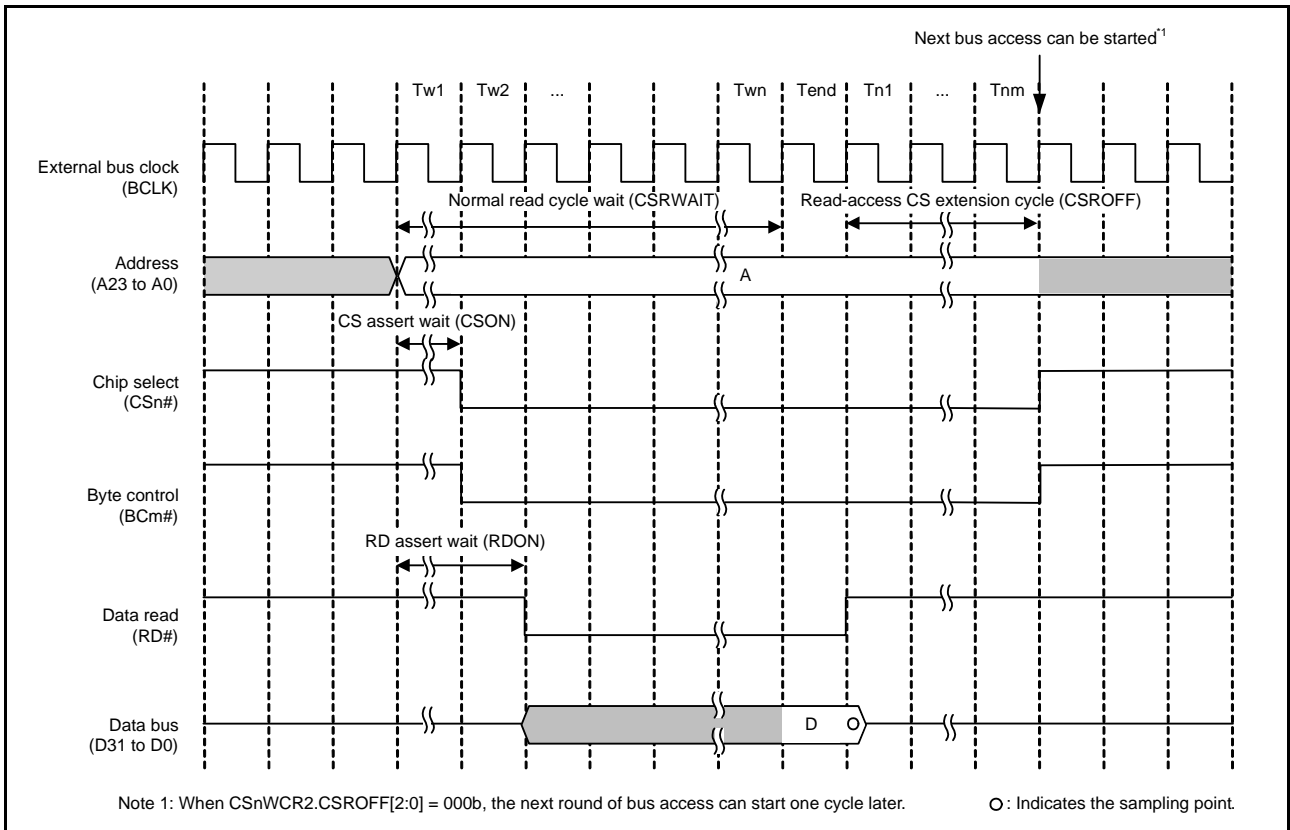 Next bus access can be started*1
Tw1 Tw2 ... Twn Tend Tn1 ... Tnm
External bus clock
(BCLK)
Normal read cycle wait (CSRWAIT) Read-access CS extension cycle (CSROFF)
Address
(A23 to A0)
A
CS assert wait (CSON)
Chip select
(CSn#)
Byte control
(BCm#)
RD assert wait (RDON)
Data read
(RD#)
Data bus
(D31 to D0)
D
Note 1: When CSnWCR2.CSROFF[2:0] = 000b, the next round of bus access can start one cycle later.
: Indicates the sampling point.